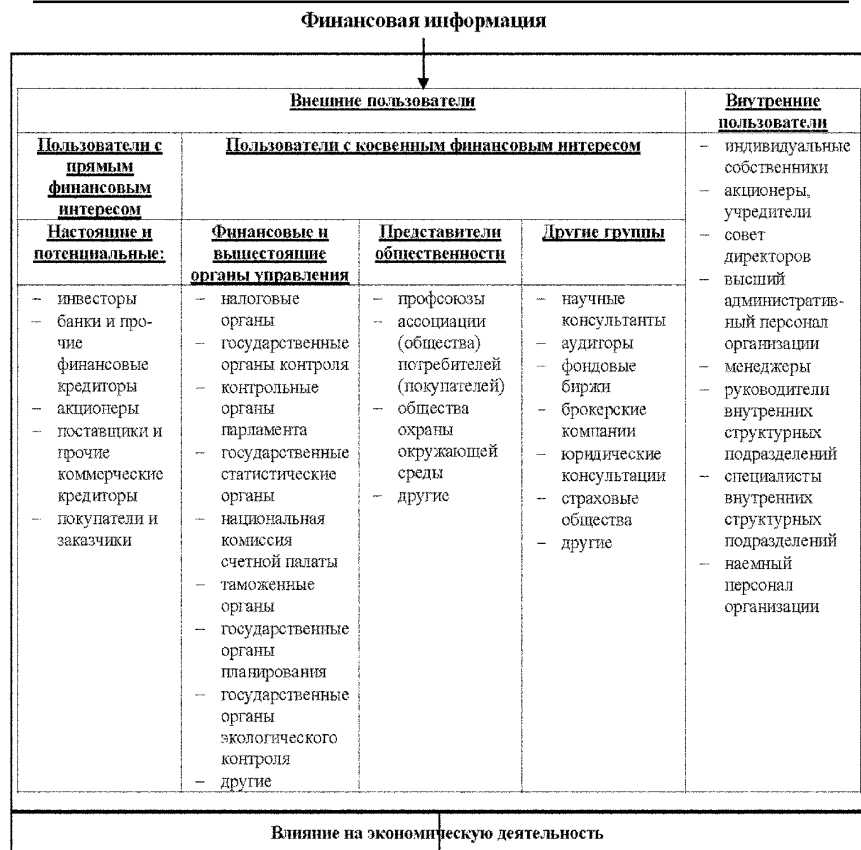 Финансовая информация
Внешние пользователи
Внутренние
пользователи
Пользователи с
прямым
финансовым
интересом
Пользователи с косвенным финансовым интересом
Настоящие и
потенциальные:
Финансовые и
вышестоящие
органы управления
Представители
общественности
Другие группы
– инвесторы
– банки и про-
чие
финансовые
кредиторы
– акционеры
– поставщики и
прочие
коммерческие
кредиторы
– покупатели и
заказчики
– налоговые
органы
– государственные
органы контроля
– контрольные
органы
парламента
– государственные
статистические
органы
– национальная
комиссия
счетной палаты
– таможенные
органы
– государственные
органы
планирования
– государственные
органы
экологического
контроля
– другие
– профсоюзы
– ассоциации
(общества)
потребителей
(покупателей)
– общества
охраны
окружающей
среды
– другие
– научные
консультанты
– аудиторы
– фондовые
биржи
– брокерские
компании
– юридические
консультации
– страховые
общества
– другие
– индивидуальные
собственники
– акционеры,
учредители
– совет
директоров
– высший
административ-
ный персонал
организации
– менеджеры
– руководители
внутренних
структурных
подразделений
– специалисты
внутренних
структурных
подразделений
– наемный
персонал
организации
Влияние на экономическую деятельность